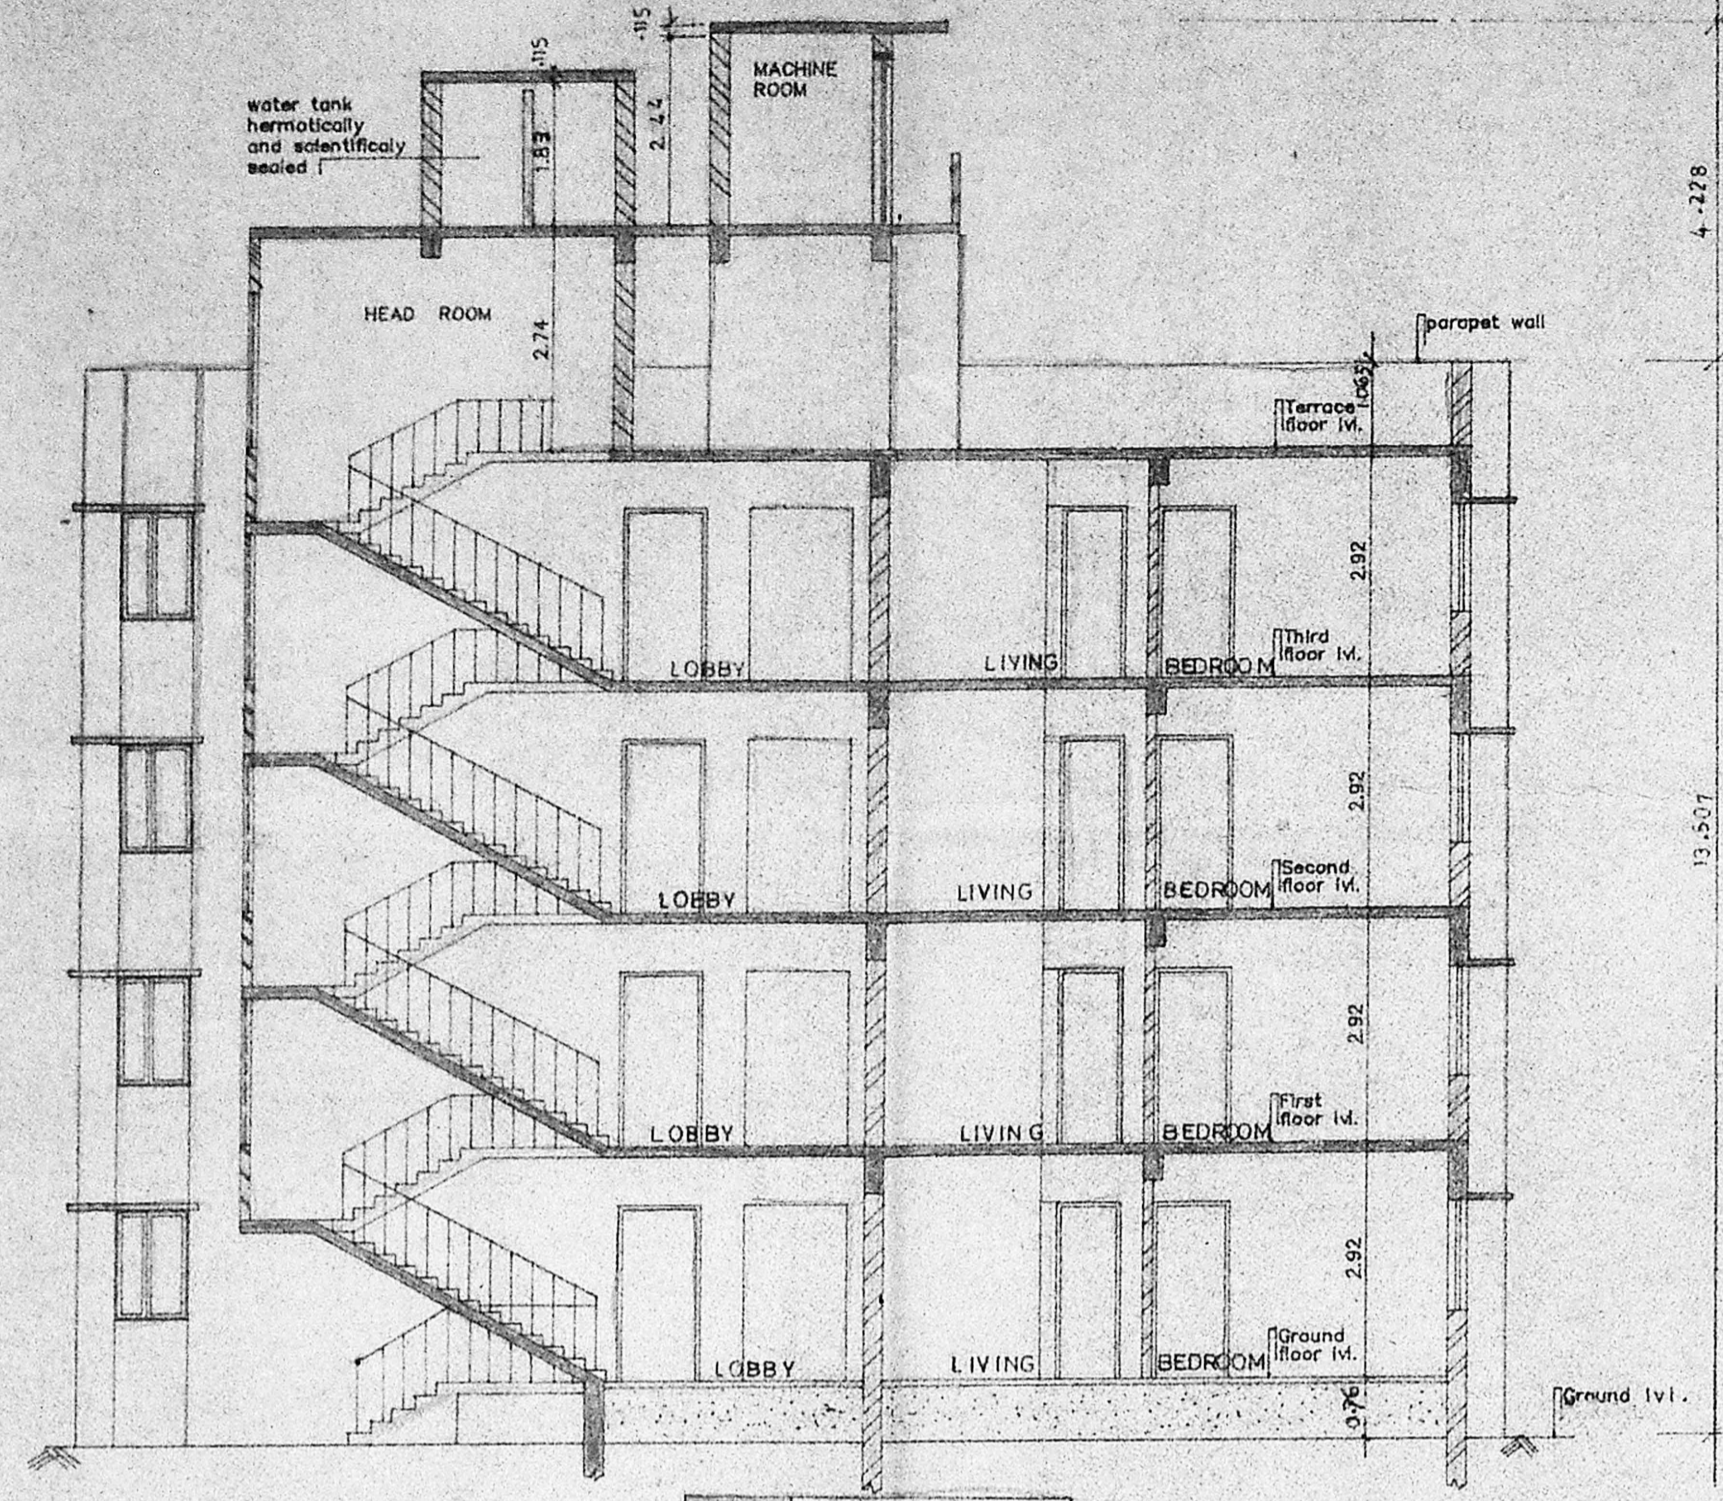 .115
.115
MACHINE
ROOM
water tank
hermatically
and scientificaly
sealed
1.83
2.44
4.228
HEAD ROOM
2.74
parapet wall
1.065
Terrace
floor lvl.
2.92
Third
floor lvl.
LOBBY
LIVING
BEDROOM
2.92
13.507
Second
floor lvl.
LOBBY
LIVING
BEDROOM
2.92
First
floor lvl.
LOBBY
LIVING
BEDROOM
2.92
Ground
floor lvl.
LOBBY
LIVING
BEDROOM
0.76
Ground lvl.